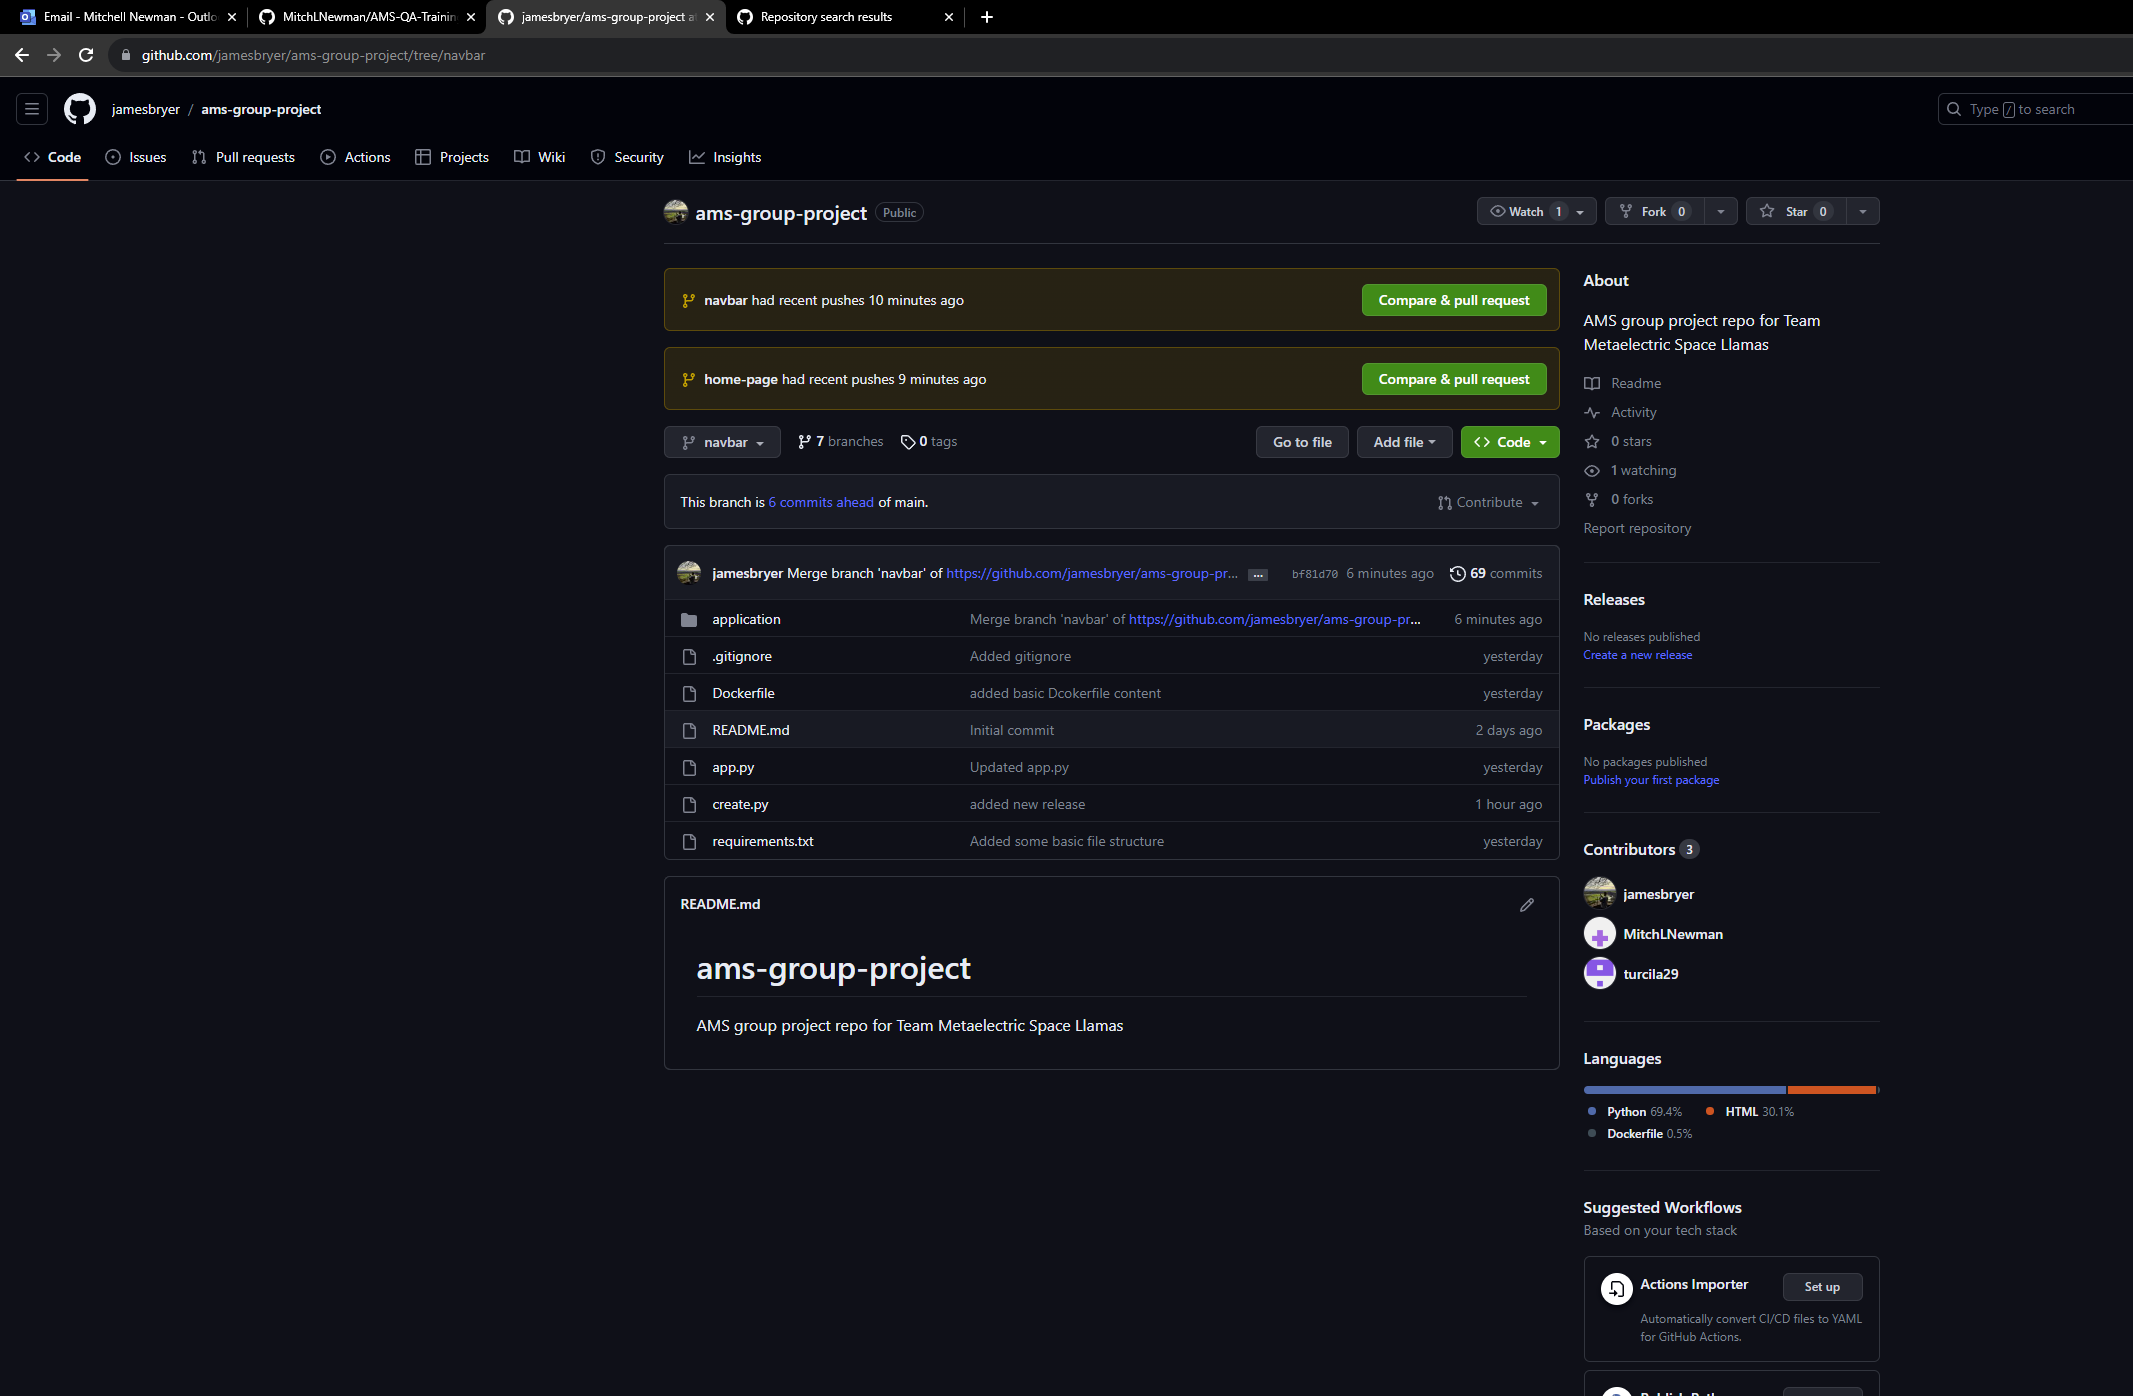 Email - Mitchell Newman - Outlo
MitchLNewman/AMS-QA-Trainin
jamesbryer/ams-group-project a
Repository search results
github.com/jamesbryer/ams-group-project/tree/navbar
jamesbryer / ams-group-project
Type / to search
Code
Issues
Pull requests
Actions
Projects
Wiki
Security
Insights
ams-group-project Public
Watch 1
Fork 0
Star 0
navbar had recent pushes 10 minutes ago
Compare & pull request
home-page had recent pushes 9 minutes ago
Compare & pull request
navbar
7 branches
0 tags
Go to file
Add file
Code
This branch is 6 commits ahead of main.
Contribute
jamesbryer Merge branch 'navbar' of https://github.com/jamesbryer/ams-group-pr... ... bf81d70 6 minutes ago 69 commits
application Merge branch 'navbar' of https://github.com/jamesbryer/ams-group-pr... 6 minutes ago
.gitignore Added gitignore yesterday
Dockerfile added basic Dcokerfile content yesterday
README.md Initial commit 2 days ago
app.py Updated app.py yesterday
create.py added new release 1 hour ago
requirements.txt Added some basic file structure yesterday
README.md
ams-group-project
AMS group project repo for Team Metaelectric Space Llamas
About
AMS group project repo for Team
Metaelectric Space Llamas
Readme
Activity
0 stars
1 watching
0 forks
Report repository
Releases
No releases published
Create a new release
Packages
No packages published
Publish your first package
Contributors 3
jamesbryer
MitchLNewman
turcila29
Languages
Python 69.4% HTML 30.1%
Dockerfile 0.5%
Suggested Workflows
Based on your tech stack
Actions Importer
Set up
Automatically convert CI/CD files to YAML
for GitHub Actions.